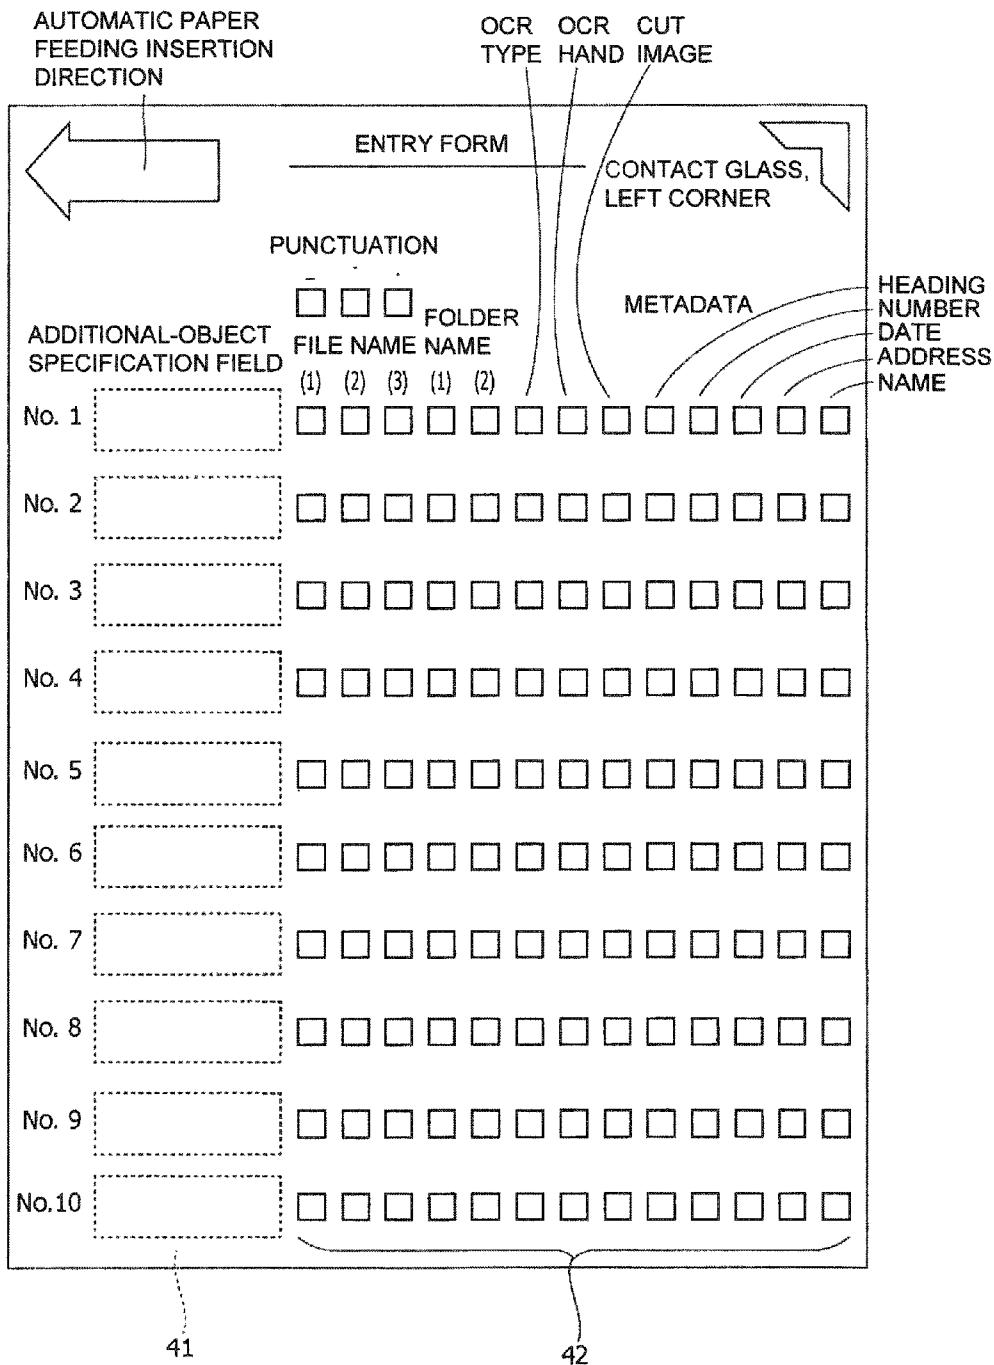 AUTOMATIC PAPER
FEEDING INSERTION
DIRECTION
OCR TYPE
OCR HAND
CUT IMAGE
ENTRY FORM
CONTACT GLASS,
LEFT CORNER
PUNCTUATION
METADATA
HEADING
NUMBER
DATE
ADDRESS
NAME
ADDITIONAL-OBJECT
SPECIFICATION FIELD
FILE NAME
FOLDER
NAME
(1) (2) (3) (1) (2)
No. 1
No. 2
No. 3
No. 4
No. 5
No. 6
No. 7
No. 8
No. 9
No.10
41
42